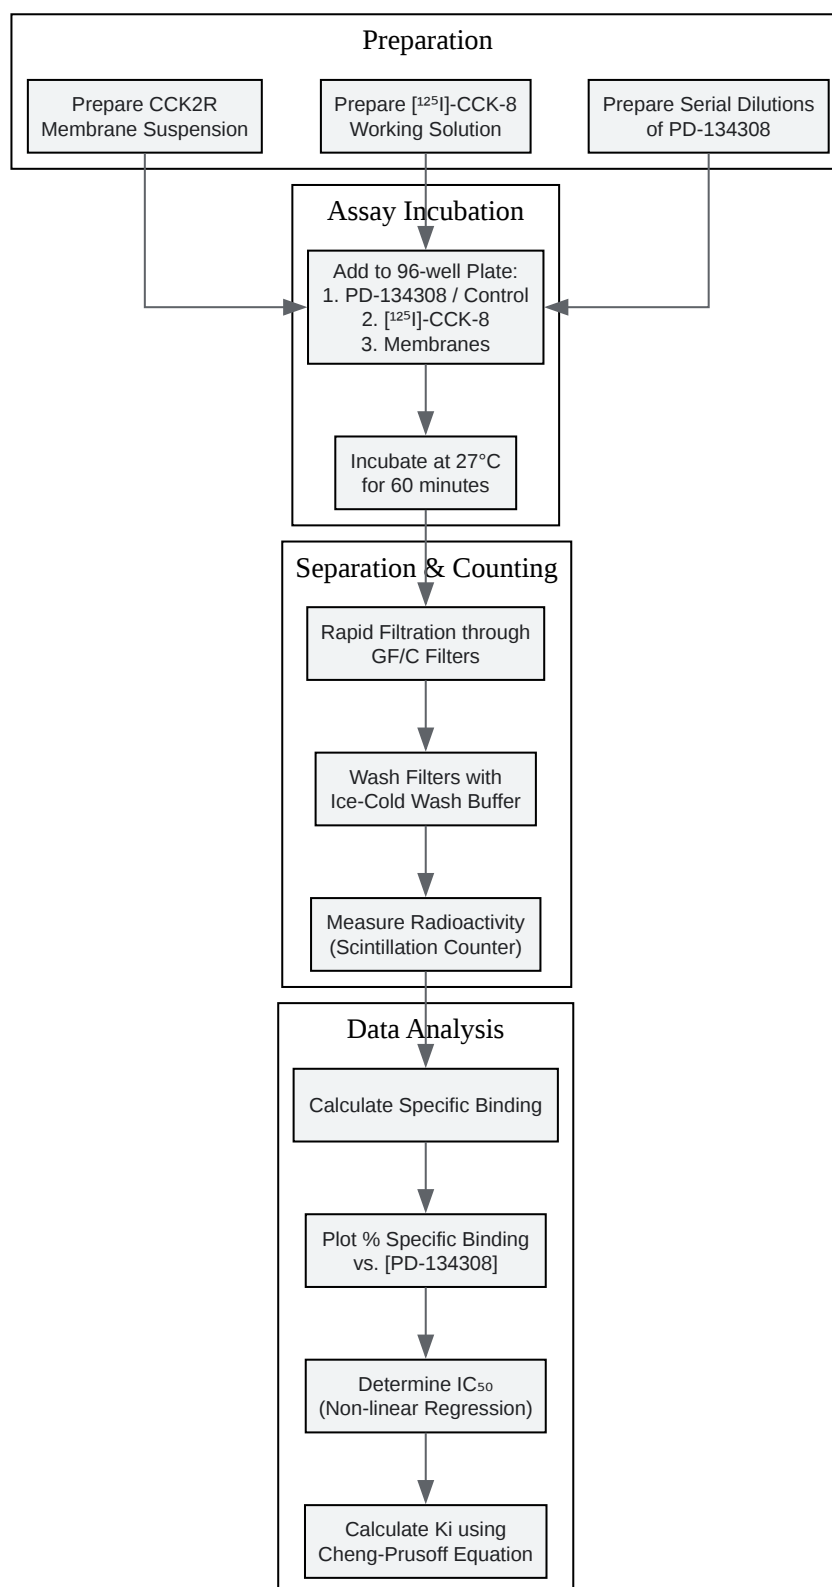 Preparation
Prepare CCK2R
Membrane Suspension
Prepare [¹²⁵I]-CCK-8
Working Solution
Prepare Serial Dilutions
of PD-134308
Assay Incubation
Add to 96-well Plate:
1. PD-134308 / Control
2. [¹²⁵I]-CCK-8
3. Membranes
Incubate at 27°C
for 60 minutes
Separation & Counting
Rapid Filtration through
GF/C Filters
Wash Filters with
Ice-Cold Wash Buffer
Measure Radioactivity
(Scintillation Counter)
Data Analysis
Calculate Specific Binding
Plot % Specific Binding
vs. [PD-134308]
Determine IC₅₀
(Non-linear Regression)
Calculate Ki using
Cheng-Prusoff Equation